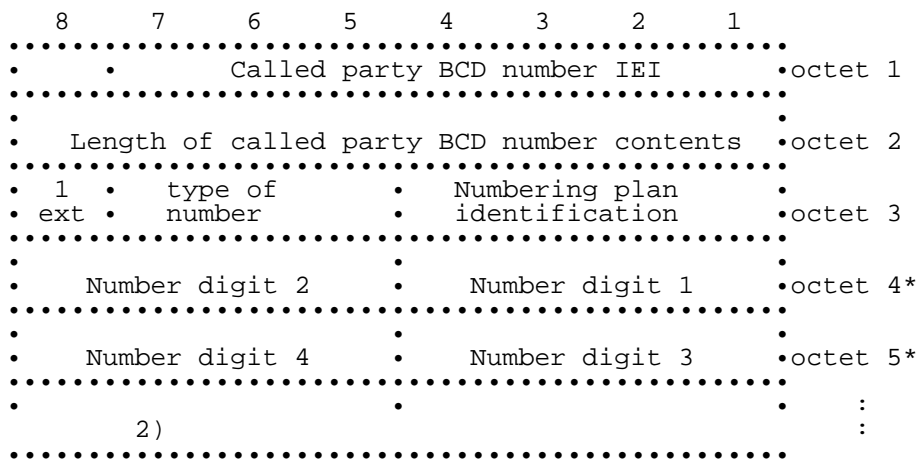 8 7 6 5 4 3 2 1
Called party BCD number IEI octet 1
Length of called party BCD number contents octet 2
1 type of Numbering plan
ext number identification octet 3
Number digit 2 Number digit 1 octet 4*
Number digit 4 Number digit 3 octet 5*
:
2) :